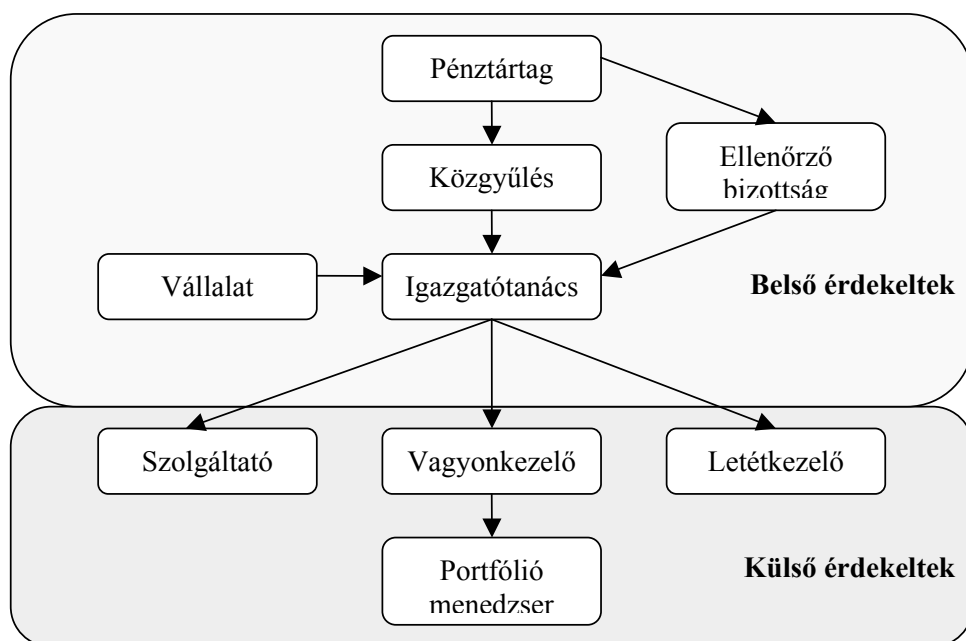 Pénztártag
Ellenőrző
bizottság
Közgyűlés
Vállalat
Igazgatótanács
Belső érdekeltek
Szolgáltató
Vagyonkezelő
Letétkezelő
Portfólió
menedzser
Külső érdekeltek